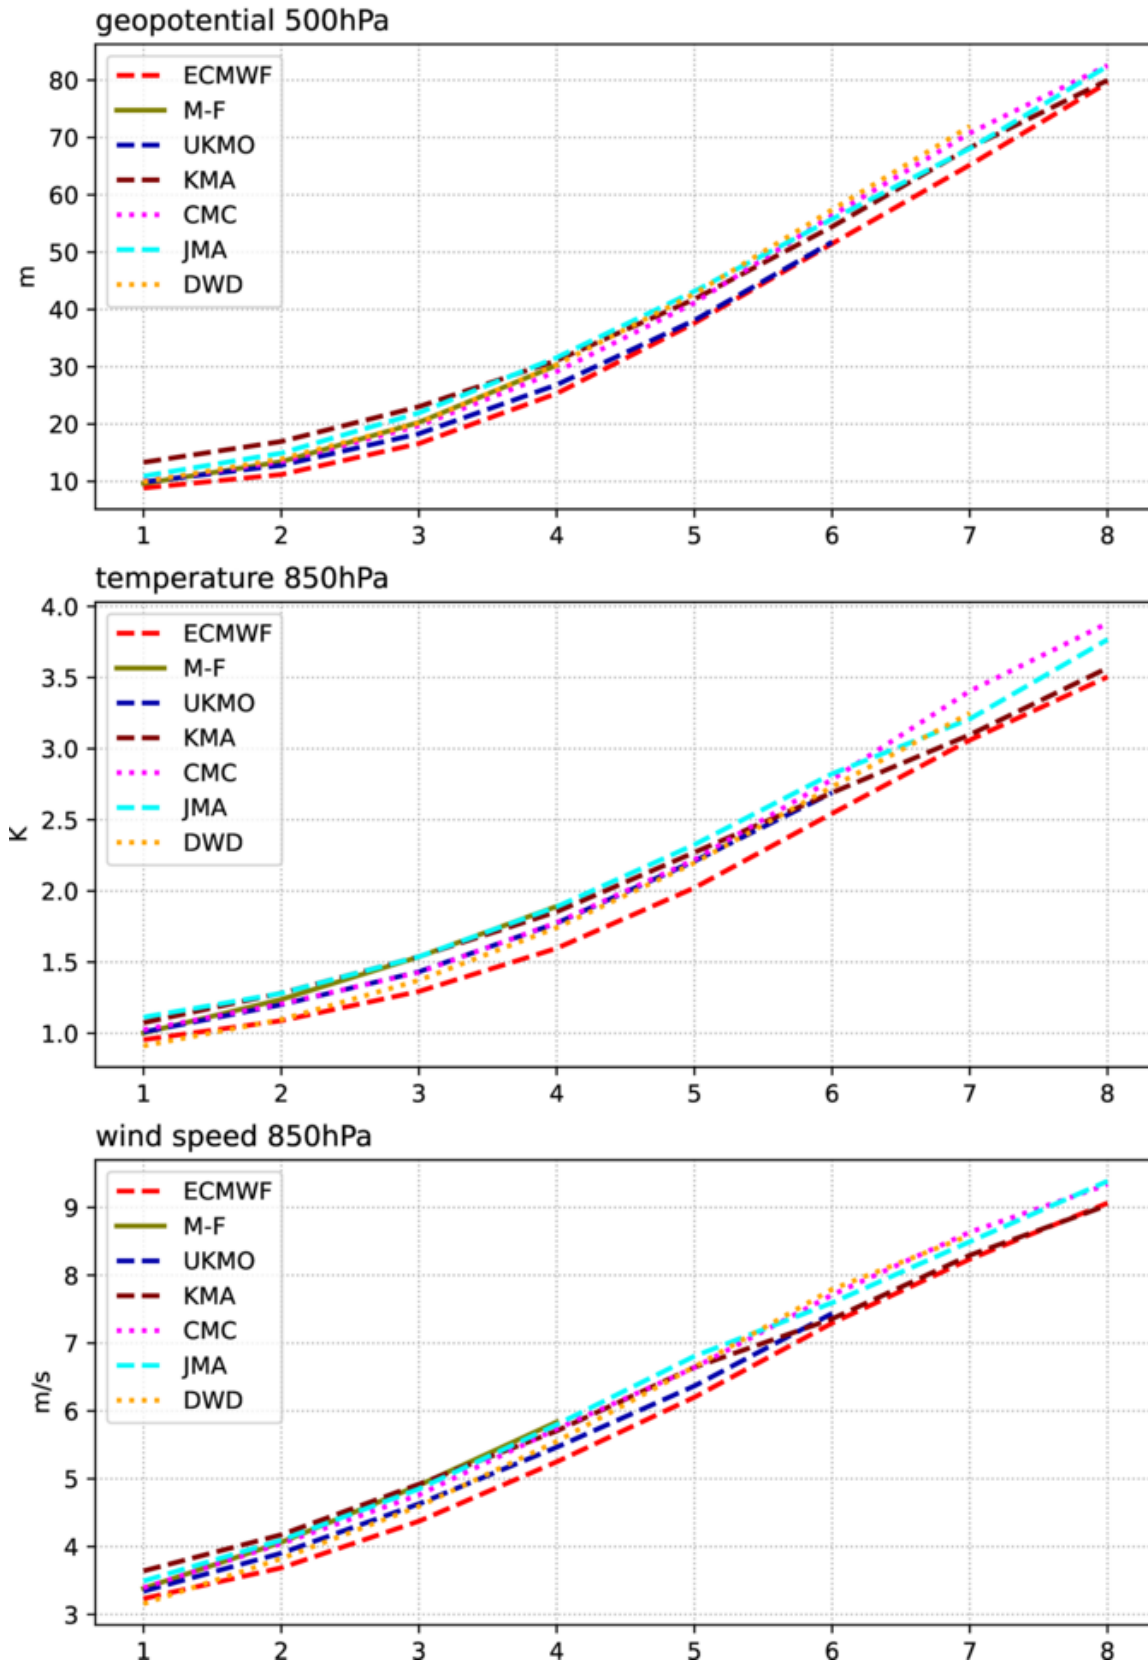 geopotential 500hPa
80
70
60
50
40
30
20
10
m
ECMWF
M-F
UKMO
KMA
CMC
JMA
DWD
1 2 3 4 5 6 7 8
temperature 850hPa
4.0
3.5
3.0
2.5
2.0
1.5
1.0
K
ECMWF
M-F
UKMO
KMA
CMC
JMA
DWD
1 2 3 4 5 6 7 8
wind speed 850hPa
9
8
7
6
5
4
3
m/s
ECMWF
M-F
UKMO
KMA
CMC
JMA
DWD
1 2 3 4 5 6 7 8